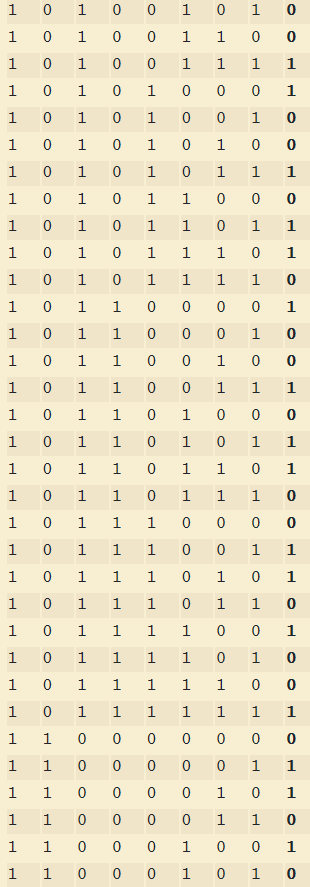 1 0 1 0 0 1 0 1 0
1 0 1 0 0 1 1 0 0
1 0 1 0 0 1 1 1 1
1 0 1 0 1 0 0 0 1
1 0 1 0 1 0 0 1 0
1 0 1 0 1 0 1 0 0
1 0 1 0 1 0 1 1 1
1 0 1 0 1 1 0 0 0
1 0 1 0 1 1 0 1 1
1 0 1 0 1 1 1 0 1
1 0 1 0 1 1 1 1 0
1 0 1 1 0 0 0 0 1
1 0 1 1 0 0 0 1 0
1 0 1 1 0 0 1 0 0
1 0 1 1 0 0 1 1 1
1 0 1 1 0 1 0 0 0
1 0 1 1 0 1 0 1 1
1 0 1 1 0 1 1 0 1
1 0 1 1 0 1 1 1 0
1 0 1 1 1 0 0 0 0
1 0 1 1 1 0 0 1 1
1 0 1 1 1 0 1 0 1
1 0 1 1 1 0 1 1 0
1 0 1 1 1 1 0 0 1
1 0 1 1 1 1 0 1 0
1 0 1 1 1 1 1 0 0
1 0 1 1 1 1 1 1 1
1 1 0 0 0 0 0 0 0
1 1 0 0 0 0 0 1 1
1 1 0 0 0 0 1 0 1
1 1 0 0 0 0 1 1 0
1 1 0 0 0 1 0 0 1
1 1 0 0 0 1 0 1 0